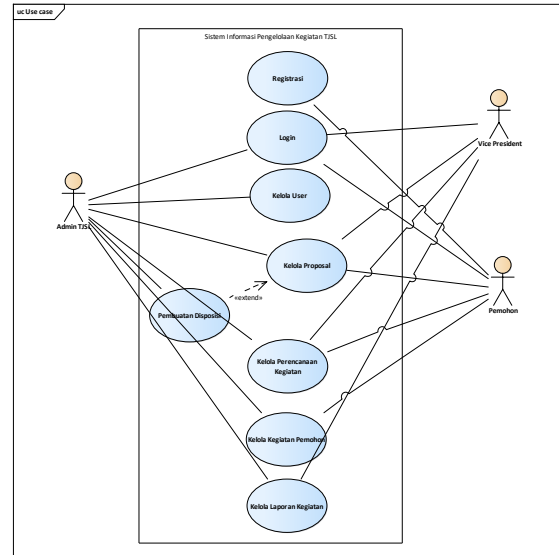 uc Use case
Sistem Informasi Pengelolaan Kegiatan TJSL
Registrasi
Login
Vice President
Kelola User
Admin TJSL
Kelola Proposal
«extend»
Pembuatan Disposisi
Pemohon
Kelola Perencanaan
Kegiatan
Kelola Kegiatan Pemohon
Kelola Laporan Kegiatan